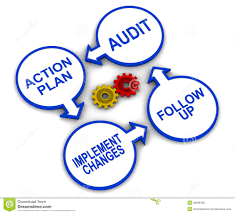 AUDIT
ACTION
PLAN
FOLLOW
UP
IMPLEMENT
CHANGES